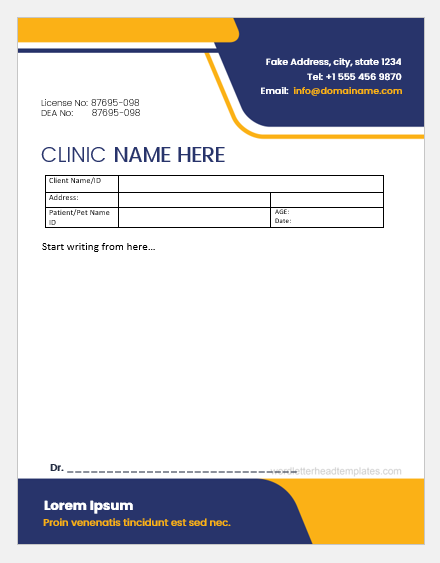 Fake Address, city, state 1234
Tel: +1 555 456 9870
Email: info@domainame.com
License No: 87695-098
DEA No: 87695-098
CLINIC NAME HERE
Client Name/ID
Address:
Patient/Pet Name
ID
AGE:
Date:
Start writing from here...
Dr. ________________________________
wordletterheadtemplates.com
Lorem Ipsum
Proin venenatis tincidunt est sed nec.